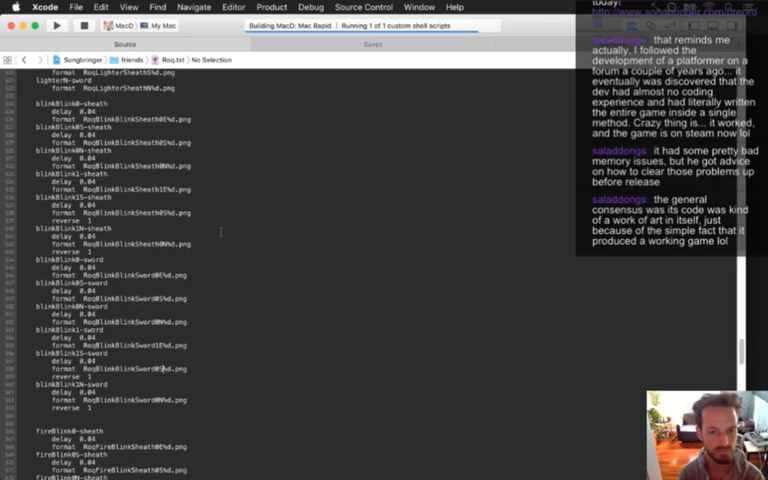 Xcode File Edit View Find Navigate Editor Product Debug Source Control Window Help
MacD My Mac Building MacD: Mac Rapid Running 1 of 1 custom shell scripts
Source Saves
Songbringer friends Roq.txt No Selection
format RoqLighterSheathS%d.png
lighterN-sword
format RoqLighterSheathN%d.png
blinkBlink0-sheath
delay 0.04
format RoqBlinkBlinkSheath0E%d.png
blinkBlink0S-sheath
delay 0.04
format RoqBlinkBlinkSheath0S%d.png
blinkBlink0N-sheath
delay 0.04
format RoqBlinkBlinkSheath0N%d.png
blinkBlink1-sheath
delay 0.04
format RoqBlinkBlinkSheath1E%d.png
blinkBlink1S-sheath
delay 0.04
format RoqBlinkBlinkSheath0S%d.png
reverse 1
blinkBlink1N-sheath
delay 0.04
format RoqBlinkBlinkSheath0N%d.png
reverse 1
blinkBlink0-sword
delay 0.04
format RoqBlinkBlinkSword0E%d.png
blinkBlink0S-sword
delay 0.04
format RoqBlinkBlinkSword0S%d.png
blinkBlink0N-sword
delay 0.04
format RoqBlinkBlinkSword0N%d.png
blinkBlink1-sword
delay 0.04
format RoqBlinkBlinkSword1E%d.png
blinkBlink1S-sword
delay 0.04
format RoqBlinkBlinkSword0S%d.png
reverse 1
blinkBlink1N-sword
delay 0.04
format RoqBlinkBlinkSword0N%d.png
reverse 1
fireBlink0-sheath
delay 0.04
format RoqFireBlinkSheath0E%d.png
fireBlink0S-sheath
delay 0.04
format RoqFireBlinkSheath0S%d.png
fireBlink0N-sheath
today!
saladdongs that reminds me
actually, I followed the
development of a platformer on a
forum a couple of years ago... it
eventually was discovered that the
dev had almost no coding
experience and had literally written
the entire game inside a single
method. Crazy thing is... it worked,
and the game is on steam now lol
saladdongs it had some pretty bad
memory issues, but he got advice
on how to clear those problems up
before release
saladdongs the general
consensus was its code was kind
of a work of art in itself, just
because of the simple fact that it
produced a working game lol